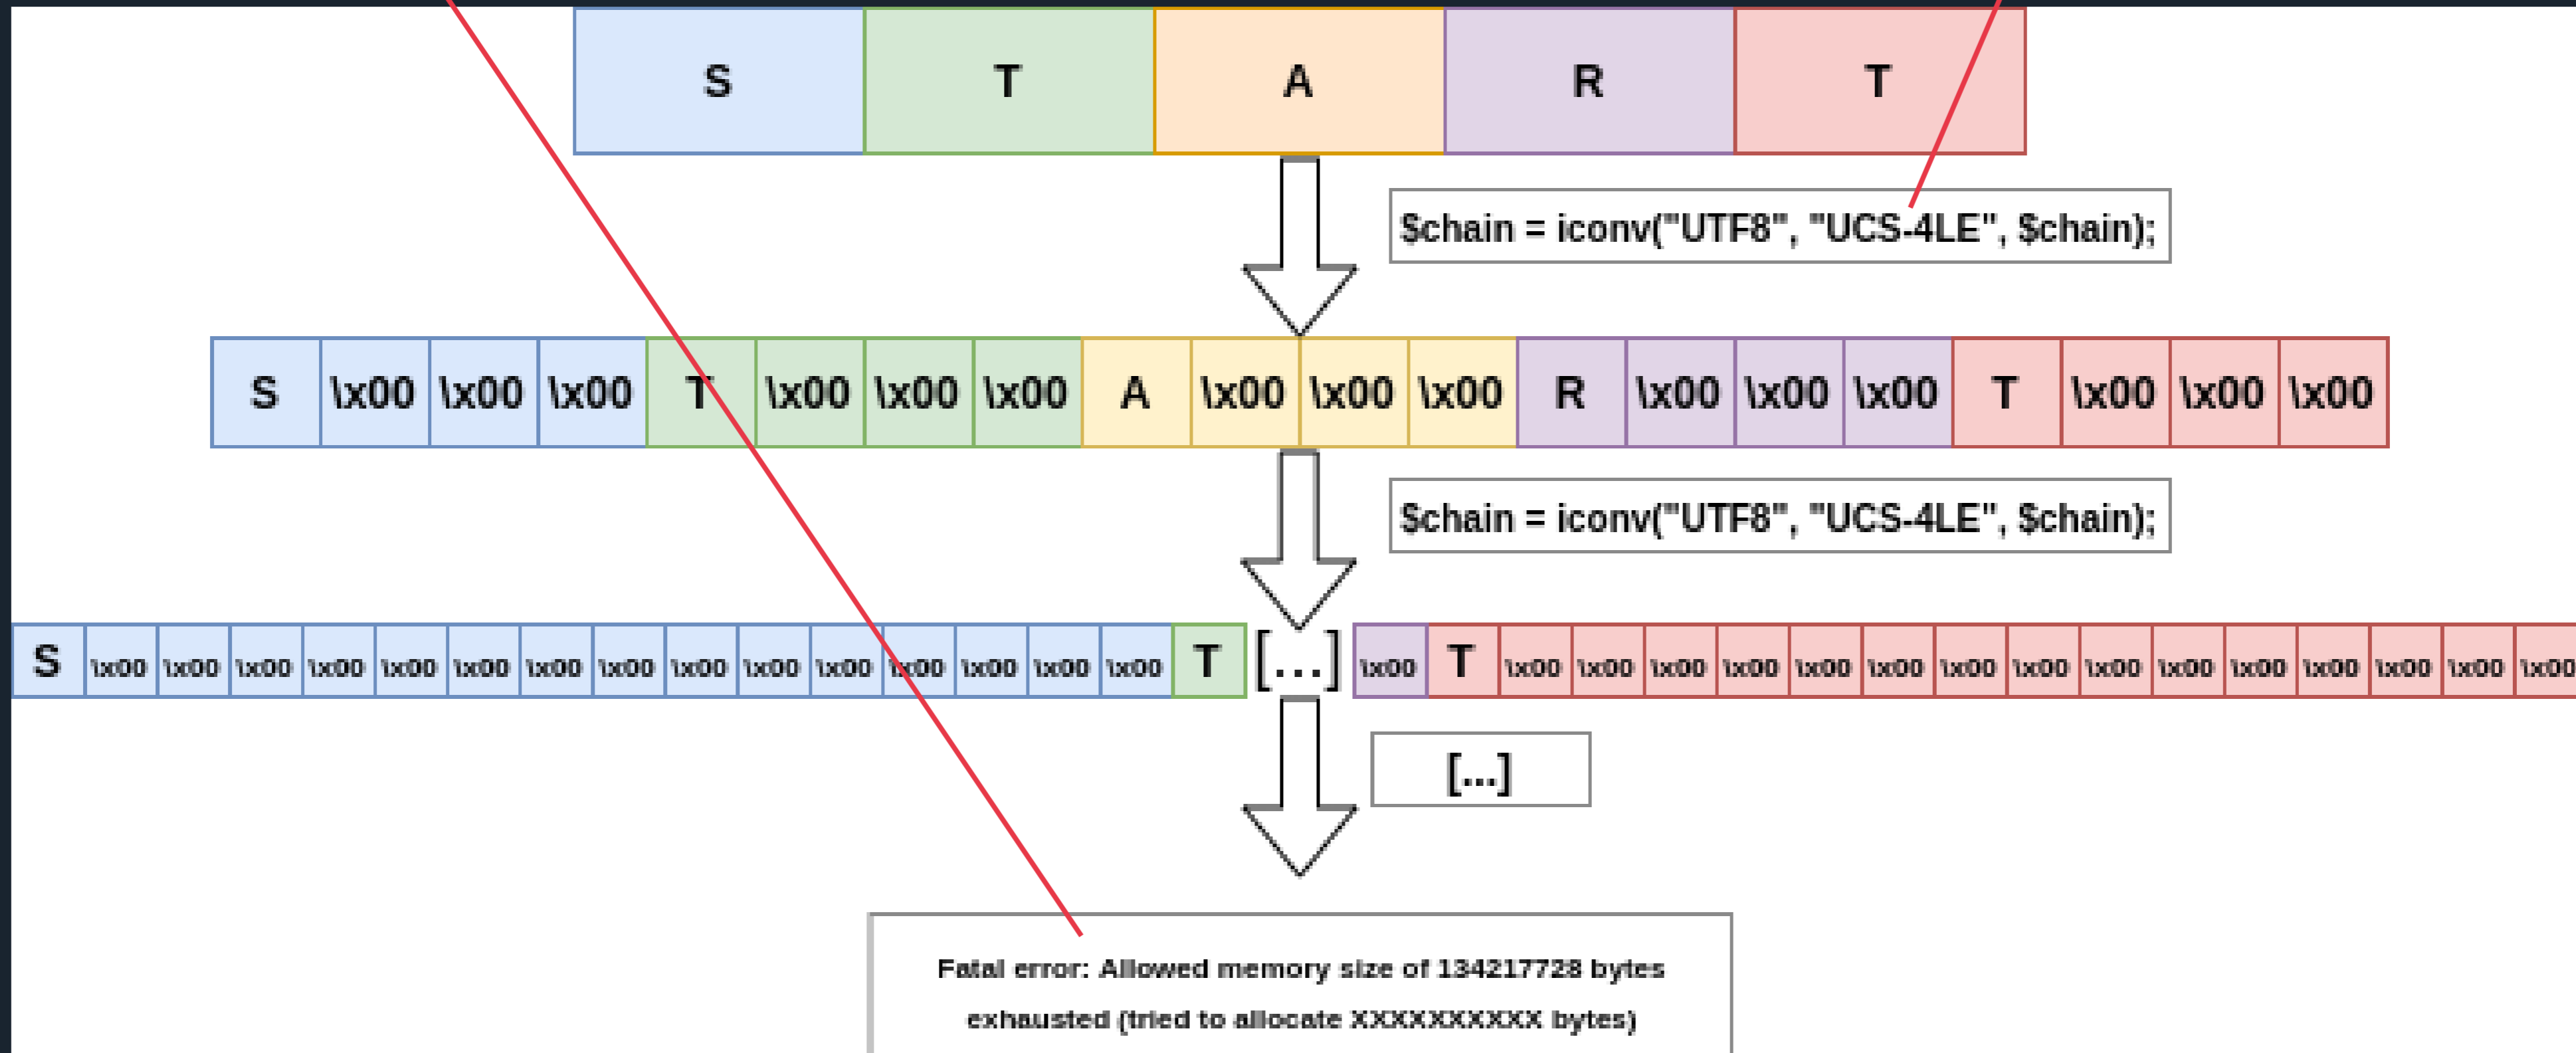 S T A R T
$chain = iconv("UTF8", "UCS-4LE", $chain);
S \x00 \x00 \x00 T \x00 \x00 \x00 A \x00 \x00 \x00 R \x00 \x00 \x00 T \x00 \x00 \x00
$chain = iconv("UTF8", "UCS-4LE", $chain);
S \x00 \x00 \x00 \x00 \x00 \x00 \x00 \x00 \x00 \x00 \x00 \x00 \x00 \x00 \x00 T [...] \x00 T \x00 \x00 \x00 \x00 \x00 \x00 \x00 \x00 \x00 \x00 \x00 \x00 \x00 \x00 \x00
[...]
Fatal error: Allowed memory size of 134217728 bytes
exhausted (tried to allocate XXXXXXXXXX bytes)